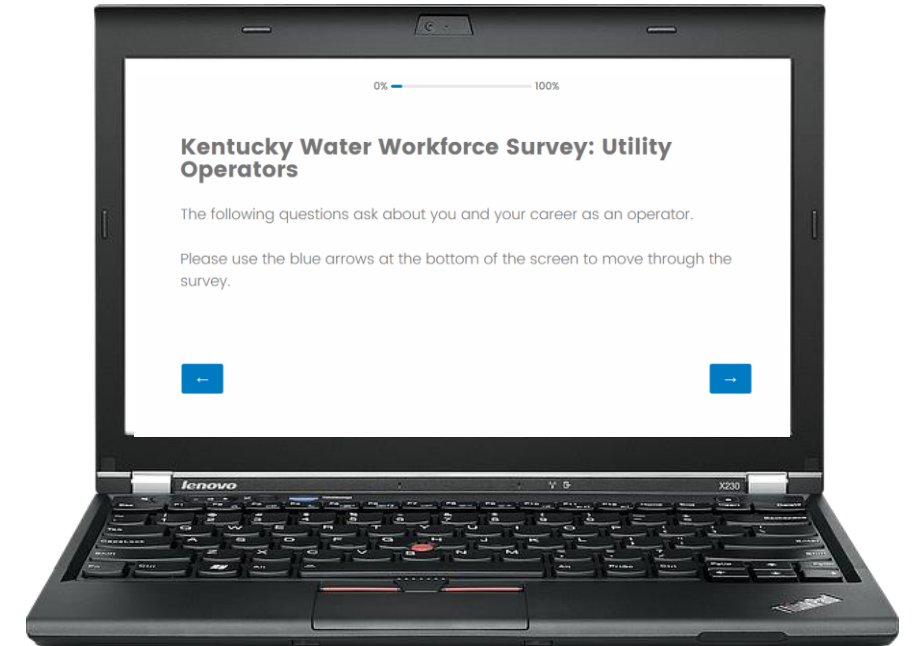 0% 100%
Kentucky Water Workforce Survey: Utility
Operators
The following questions ask about you and your career as an operator.
Please use the blue arrows at the bottom of the screen to move through the
survey.
← →
lenovo X230
Q W E R T Y U I O P
A S D F G H J K L
Z X C V B N M
ThinkPad